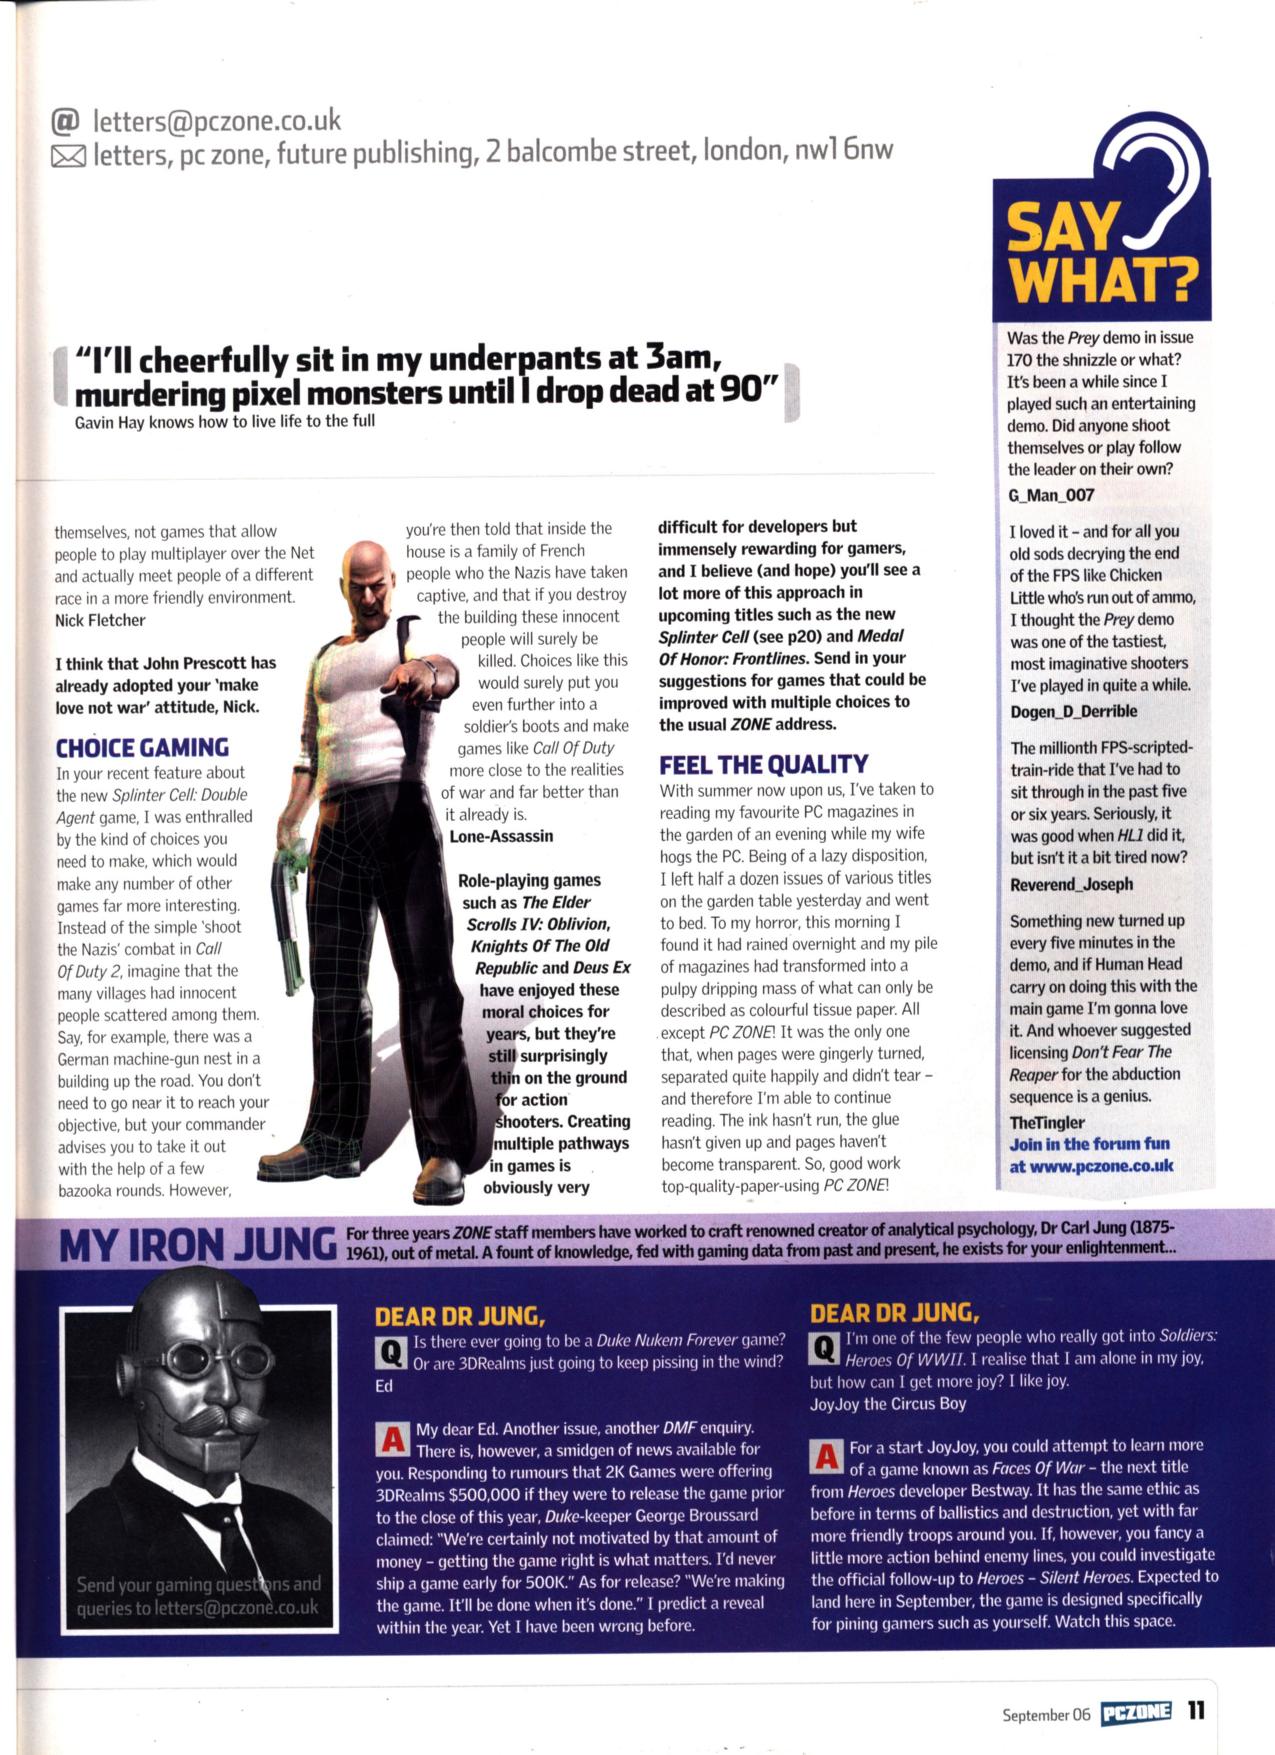 @ letters@pczone.co.uk
letters, pc zone, future publishing, 2 balcombe street, london, nw1 6nw
"I'll cheerfully sit in my underpants at 3am,
murdering pixel monsters until I drop dead at 90"
Gavin Hay knows how to live life to the full
themselves, not games that allow
people to play multiplayer over the Net
and actually meet people of a different
race in a more friendly environment.
Nick Fletcher
I think that John Prescott has
already adopted your 'make
love not war' attitude, Nick.
CHOICE GAMING
In your recent feature about
the new Splinter Cell: Double
Agent game, I was enthralled
by the kind of choices you
need to make, which would
make any number of other
games far more interesting.
Instead of the simple 'shoot
the Nazis' combat in Call
Of Duty 2, imagine that the
many villages had innocent
people scattered among them.
Say, for example, there was a
German machine-gun nest in a
building up the road. You don't
need to go near it to reach your
objective, but your commander
advises you to take it out
with the help of a few
bazooka rounds. However,
you're then told that inside the
house is a family of French
people who the Nazis have taken
captive, and that if you destroy
the building these innocent
people will surely be
killed. Choices like this
would surely put you
even further into a
soldier's boots and make
games like Call Of Duty
more close to the realities
of war and far better than
it already is.
Lone-Assassin
Role-playing games
such as The Elder
Scrolls IV: Oblivion,
Knights Of The Old
Republic and Deus Ex
have enjoyed these
moral choices for
years, but they're
still surprisingly
thin on the ground
for action
shooters. Creating
multiple pathways
in games is
obviously very
difficult for developers but
immensely rewarding for gamers,
and I believe (and hope) you'll see a
lot more of this approach in
upcoming titles such as the new
Splinter Cell (see p20) and Medal
Of Honor: Frontlines. Send in your
suggestions for games that could be
improved with multiple choices to
the usual ZONE address.
FEEL THE QUALITY
With summer now upon us, I've taken to
reading my favourite PC magazines in
the garden of an evening while my wife
hogs the PC. Being of a lazy disposition,
I left half a dozen issues of various titles
on the garden table yesterday and went
to bed. To my horror, this morning I
found it had rained overnight and my pile
of magazines had transformed into a
pulpy dripping mass of what can only be
described as colourful tissue paper. All
except PC ZONE! It was the only one
that, when pages were gingerly turned,
separated quite happily and didn't tear –
and therefore I'm able to continue
reading. The ink hasn't run, the glue
hasn't given up and pages haven't
become transparent. So, good work
top-quality-paper-using PC ZONE!
SAY
WHAT?
Was the Prey demo in issue
170 the shnizzle or what?
It's been a while since I
played such an entertaining
demo. Did anyone shoot
themselves or play follow
the leader on their own?
G_Man_007
I loved it – and for all you
old sods decrying the end
of the FPS like Chicken
Little who's run out of ammo,
I thought the Prey demo
was one of the tastiest,
most imaginative shooters
I've played in quite a while.
Dogen_D_Derrible
The millionth FPS-scripted-
train-ride that I've had to
sit through in the past five
or six years. Seriously, it
was good when HL1 did it,
but isn't it a bit tired now?
Reverend_Joseph
Something new turned up
every five minutes in the
demo, and if Human Head
carry on doing this with the
main game I'm gonna love
it. And whoever suggested
licensing Don't Fear The
Reaper for the abduction
sequence is a genius.
TheTingler
Join in the forum fun
at www.pczone.co.uk
MY IRON JUNG
For three years ZONE staff members have worked to craft renowned creator of analytical psychology, Dr Carl Jung (1875-
1961), out of metal. A fount of knowledge, fed with gaming data from past and present, he exists for your enlightenment...
Send your gaming questions and
queries to letters@pczone.co.uk
DEAR DR JUNG,
Q Is there ever going to be a Duke Nukem Forever game?
Or are 3DRealms just going to keep pissing in the wind?
Ed
A My dear Ed. Another issue, another DMF enquiry.
There is, however, a smidgen of news available for
you. Responding to rumours that 2K Games were offering
3DRealms $500,000 if they were to release the game prior
to the close of this year, Duke-keeper George Broussard
claimed: "We're certainly not motivated by that amount of
money – getting the game right is what matters. I'd never
ship a game early for 500K." As for release? "We're making
the game. It'll be done when it's done." I predict a reveal
within the year. Yet I have been wrong before.
DEAR DR JUNG,
Q I'm one of the few people who really got into Soldiers:
Heroes Of WWII. I realise that I am alone in my joy,
but how can I get more joy? I like joy.
JoyJoy the Circus Boy
A For a start JoyJoy, you could attempt to learn more
of a game known as Faces Of War – the next title
from Heroes developer Bestway. It has the same ethic as
before in terms of ballistics and destruction, yet with far
more friendly troops around you. If, however, you fancy a
little more action behind enemy lines, you could investigate
the official follow-up to Heroes – Silent Heroes. Expected to
land here in September, the game is designed specifically
for pining gamers such as yourself. Watch this space.
September 06 PCZONE 11